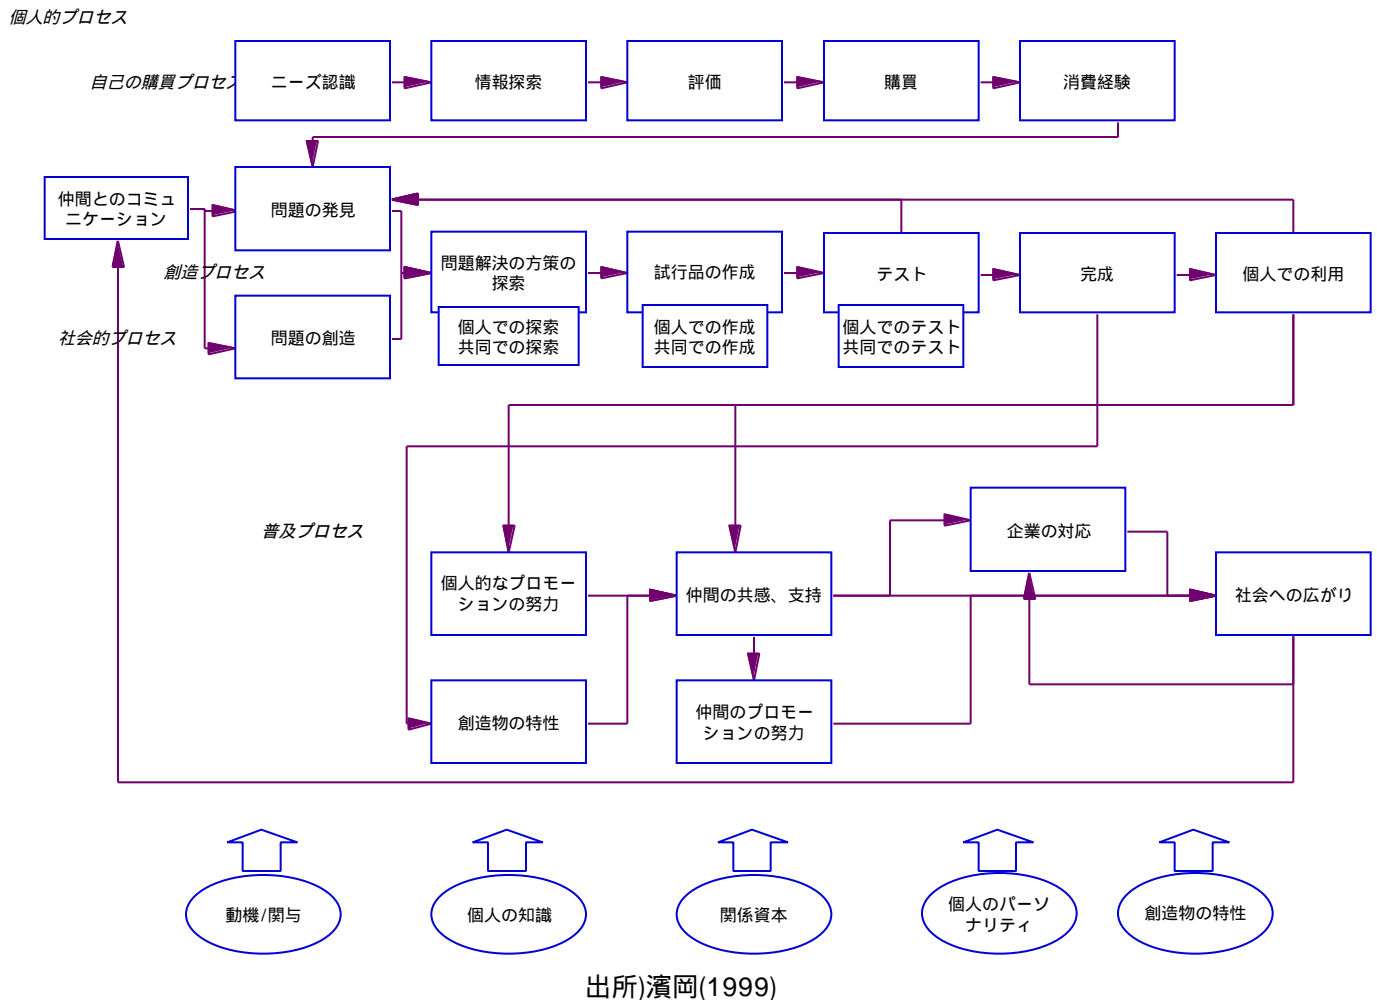 個人的プロセス
自己の購買プロセス
ニーズ認識
情報探索
評価
購買
消費経験
仲間とのコミュ
ニケーション
問題の発見
創造プロセス
問題解決の方策の
探索
試行品の作成
テスト
完成
個人での利用
社会的プロセス
問題の創造
個人での探索
共同での探索
個人での作成
共同での作成
個人でのテスト
共同でのテスト
普及プロセス
企業の対応
個人的なプロモー
ションの努力
仲間の共感、支持
社会への広がり
創造物の特性
仲間のプロモー
ションの努力
動機/関与
個人の知識
関係資本
個人のパーソ
ナリティ
創造物の特性
出所)濱岡(1999)